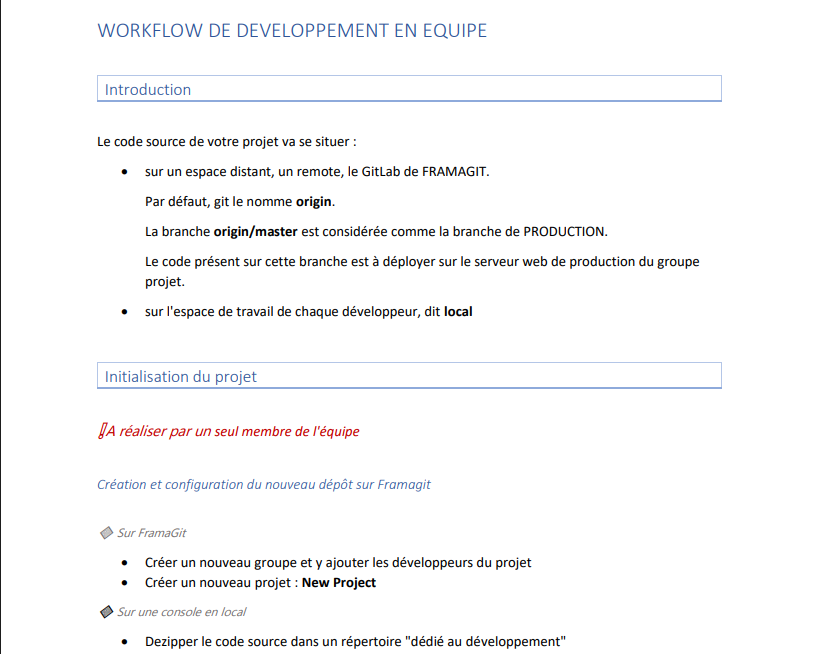 WORKFLOW DE DEVELOPPEMENT EN EQUIPE
Introduction
Le code source de votre projet va se situer :
• sur un espace distant, un remote, le GitLab de FRAMAGIT.
Par défaut, git le nomme origin.
La branche origin/master est considérée comme la branche de PRODUCTION.
Le code présent sur cette branche est à déployer sur le serveur web de production du groupe
projet.
• sur l'espace de travail de chaque développeur, dit local
Initialisation du projet
A réaliser par un seul membre de l'équipe
Création et configuration du nouveau dépôt sur Framagit
Sur FramaGit
• Créer un nouveau groupe et y ajouter les développeurs du projet
• Créer un nouveau projet : New Project
Sur une console en local
• Dezipper le code source dans un répertoire "dédié au développement"